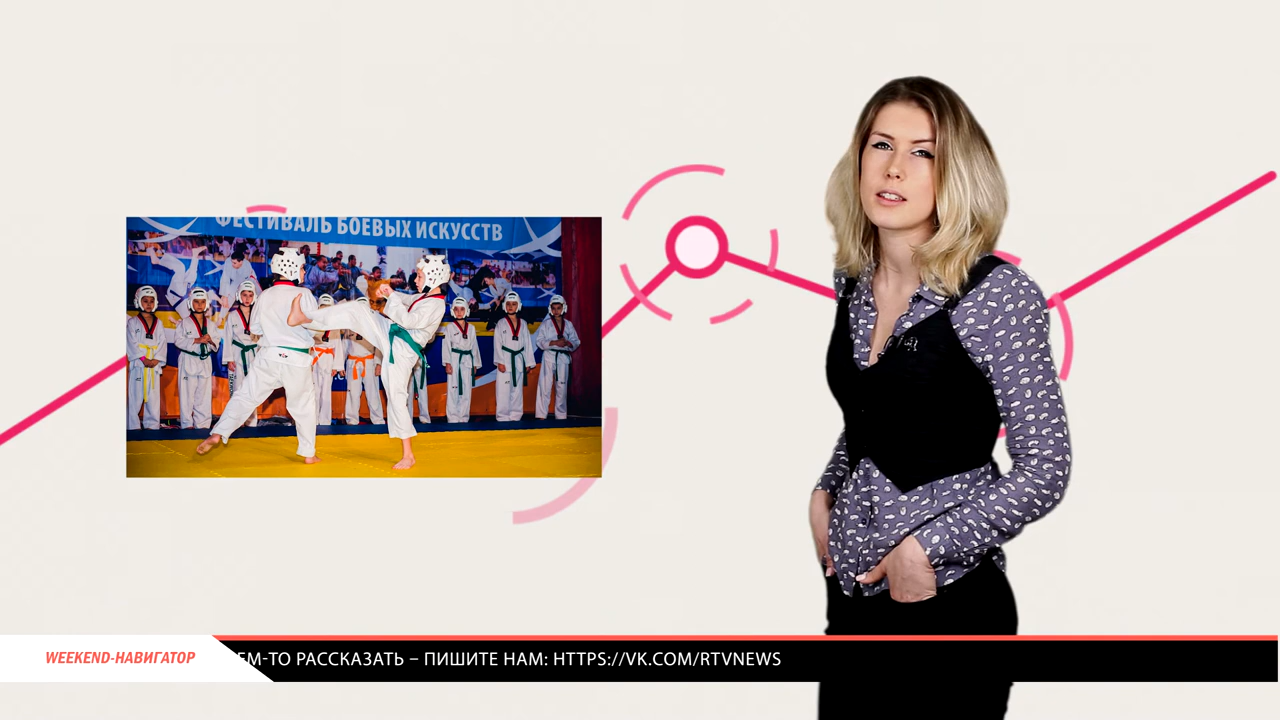 ФЕСТИВАЛЬ БОЕВЫХ ИСКУССТВ
WEEKEND-НАВИГАТОР
ЕМ-ТО РАССКАЗАТЬ – ПИШИТЕ НАМ: HTTPS://VK.COM/RTVNEWS